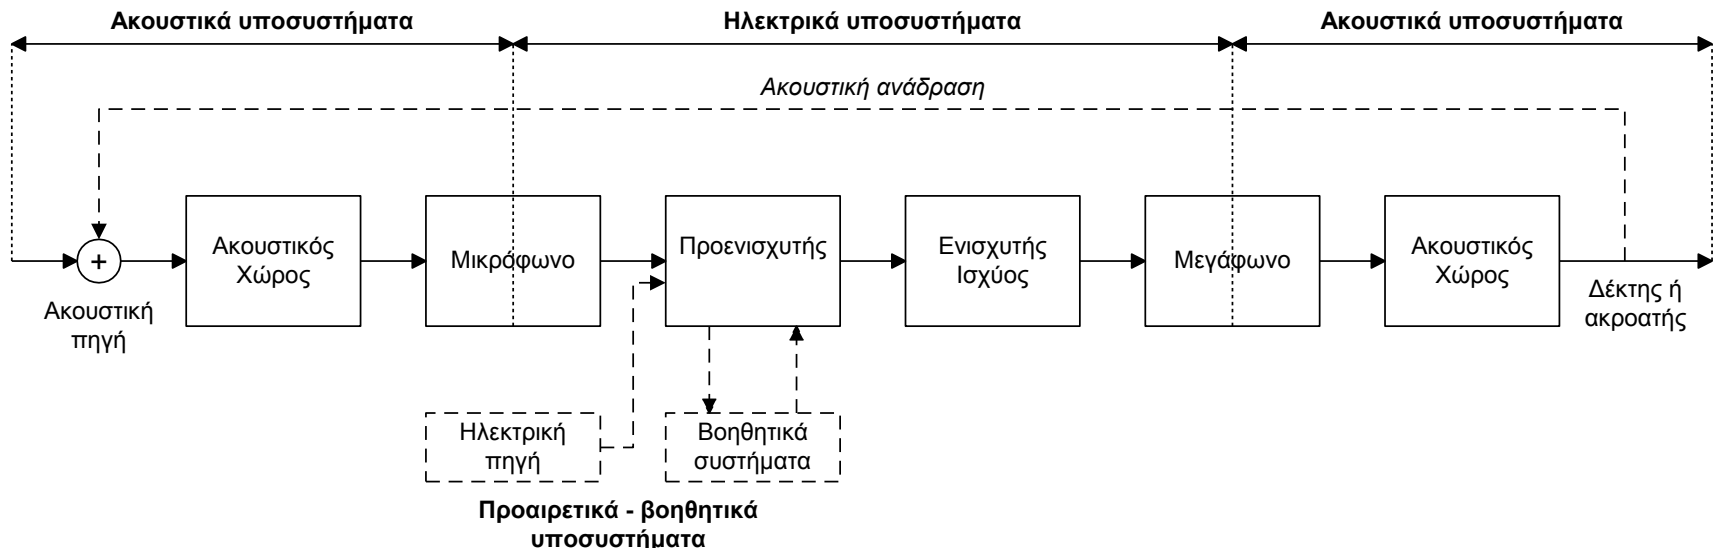 Ακουστικά υποσυστήματα
Ηλεκτρικά υποσυστήματα
Ακουστικά υποσυστήματα
Ακουστική ανάδραση
+
Ακουστική
πηγή
Ακουστικός
Χώρος
Μικρόφωνο
Προενισχυτής
Ενισχυτής
Ισχύος
Μεγάφωνο
Ακουστικός
Χώρος
Δέκτης ή
ακροατής
Ηλεκτρική
πηγή
Βοηθητικά
συστήματα
Προαιρετικά - βοηθητικά
υποσυστήματα